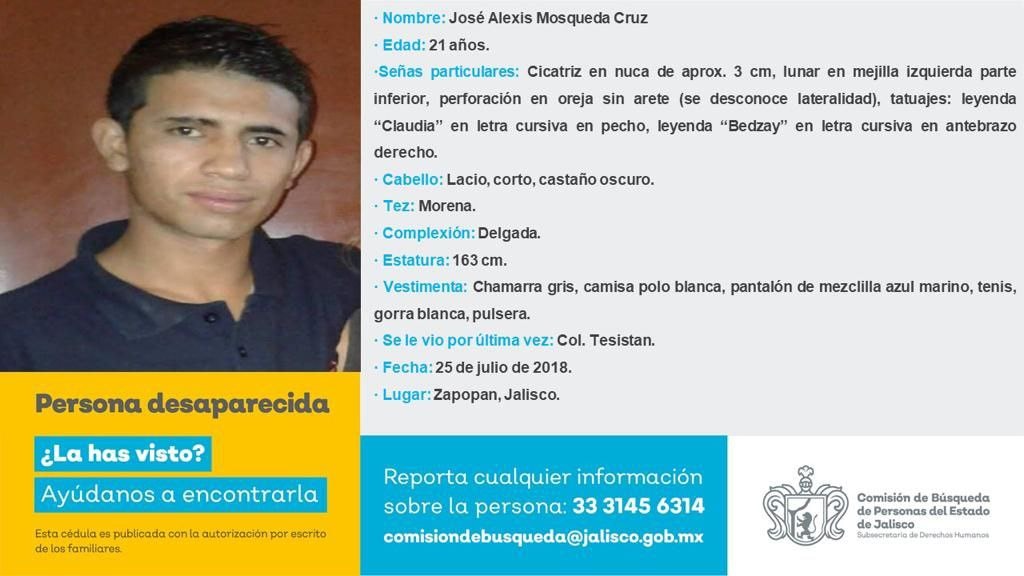 · Nombre: José Alexis Mosqueda Cruz
· Edad: 21 años.
·Señas particulares: Cicatriz en nuca de aprox. 3 cm, lunar en mejilla izquierda parte
inferior, perforación en oreja sin arete (se desconoce lateralidad), tatuajes: leyenda
“Claudia” en letra cursiva en pecho, leyenda “Bedzay” en letra cursiva en antebrazo
derecho.
· Cabello: Lacio, corto, castaño oscuro.
· Tez: Morena.
· Complexión: Delgada.
· Estatura: 163 cm.
· Vestimenta: Chamarra gris, camisa polo blanca, pantalón de mezclilla azul marino, tenis,
gorra blanca, pulsera.
· Se le vio por última vez: Col. Tesistan.
· Fecha: 25 de julio de 2018.
· Lugar: Zapopan, Jalisco.
Persona desaparecida
¿La has visto?
Ayúdanos a encontrarla
Esta cédula es publicada con la autorización por escrito
de los familiares.
Reporta cualquier información
sobre la persona: 33 3145 6314
comisiondebusqueda@jalisco.gob.mx
Comisión de Búsqueda
de Personas del Estado
de Jalisco
Subsecretaría de Derechos Humanos